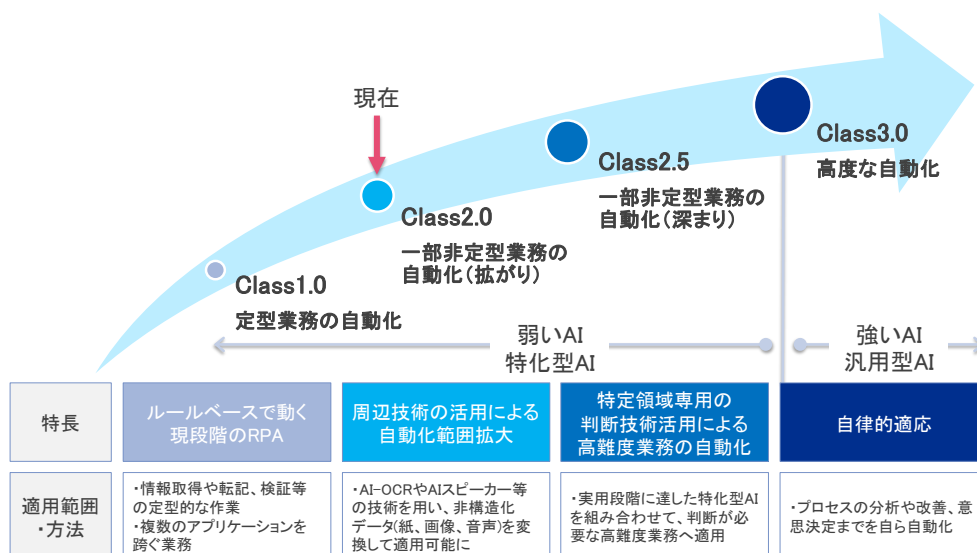 現在
Class1.0
定型業務の自動化
Class2.0
一部非定型業務の
自動化(拡がり)
Class2.5
一部非定型業務の
自動化(深まり)
Class3.0
高度な自動化
弱いAI
特化型AI
強いAI
汎用型AI
特長
ルールベースで動く
現段階のRPA
周辺技術の活用による
自動化範囲拡大
特定領域専用の
判断技術活用による
高難度業務の自動化
自律的適応
適用範囲
・方法
・情報取得や転記、検証等
の定型的な作業
・複数のアプリケーションを
跨ぐ業務
・AI-OCRやAIスピーカー等
の技術を用い、非構造化
データ(紙、画像、音声)を変
換して適用可能に
・実用段階に達した特化型AI
を組み合わせて、判断が必
要な高難度業務へ適用
・プロセスの分析や改善、意
思決定までを自ら自動化